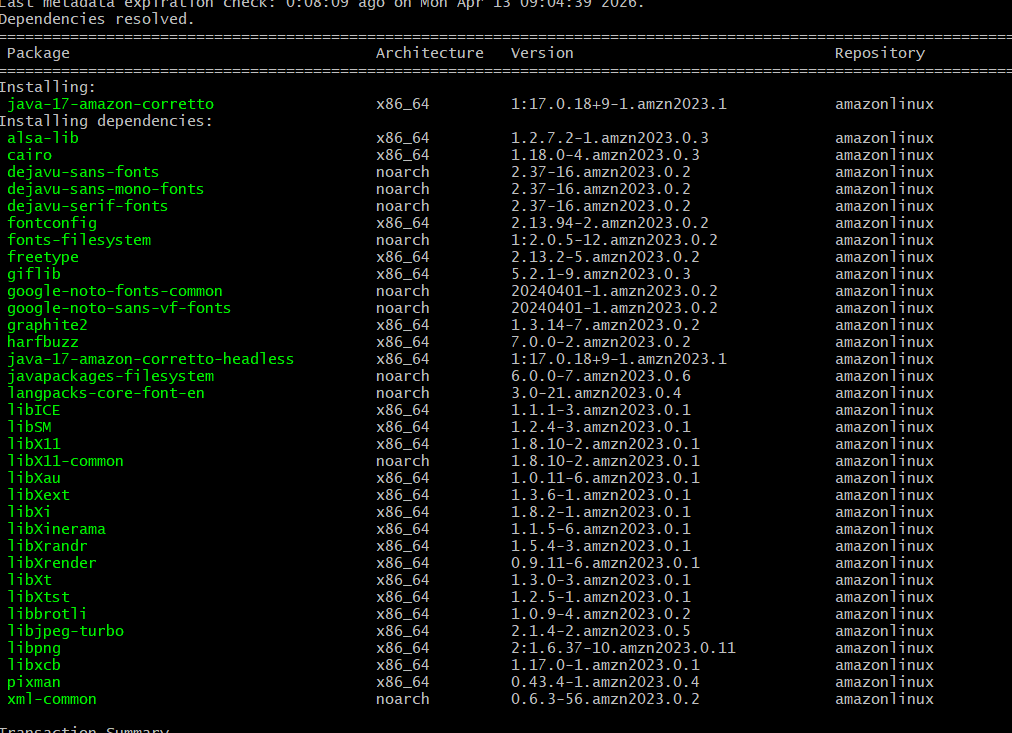 Last metadata expiration check: 0:08:09 ago on Mon Apr 13 09:04:39 2026.
Dependencies resolved.
================================================================================================================
Package Architecture Version Repository
================================================================================================================
Installing:
java-17-amazon-corretto x86_64 1:17.0.18+9-1.amzn2023.1 amazonlinux
Installing dependencies:
alsa-lib x86_64 1.2.7.2-1.amzn2023.0.3 amazonlinux
cairo x86_64 1.18.0-4.amzn2023.0.3 amazonlinux
dejavu-sans-fonts noarch 2.37-16.amzn2023.0.2 amazonlinux
dejavu-sans-mono-fonts noarch 2.37-16.amzn2023.0.2 amazonlinux
dejavu-serif-fonts noarch 2.37-16.amzn2023.0.2 amazonlinux
fontconfig x86_64 2.13.94-2.amzn2023.0.2 amazonlinux
fonts-filesystem noarch 1:2.0.5-12.amzn2023.0.2 amazonlinux
freetype x86_64 2.13.2-5.amzn2023.0.2 amazonlinux
giflib x86_64 5.2.1-9.amzn2023.0.3 amazonlinux
google-noto-fonts-common noarch 20240401-1.amzn2023.0.2 amazonlinux
google-noto-sans-vf-fonts noarch 20240401-1.amzn2023.0.2 amazonlinux
graphite2 x86_64 1.3.14-7.amzn2023.0.2 amazonlinux
harfbuzz x86_64 7.0.0-2.amzn2023.0.2 amazonlinux
java-17-amazon-corretto-headless x86_64 1:17.0.18+9-1.amzn2023.1 amazonlinux
javapackages-filesystem noarch 6.0.0-7.amzn2023.0.6 amazonlinux
langpacks-core-font-en noarch 3.0-21.amzn2023.0.4 amazonlinux
libICE x86_64 1.1.1-3.amzn2023.0.1 amazonlinux
libSM x86_64 1.2.4-3.amzn2023.0.1 amazonlinux
libX11 x86_64 1.8.10-2.amzn2023.0.1 amazonlinux
libX11-common noarch 1.8.10-2.amzn2023.0.1 amazonlinux
libXau x86_64 1.0.11-6.amzn2023.0.1 amazonlinux
libXext x86_64 1.3.6-1.amzn2023.0.1 amazonlinux
libXi x86_64 1.8.2-1.amzn2023.0.1 amazonlinux
libXinerama x86_64 1.1.5-6.amzn2023.0.1 amazonlinux
libXrandr x86_64 1.5.4-3.amzn2023.0.1 amazonlinux
libXrender x86_64 0.9.11-6.amzn2023.0.1 amazonlinux
libXt x86_64 1.3.0-3.amzn2023.0.1 amazonlinux
libXtst x86_64 1.2.5-1.amzn2023.0.1 amazonlinux
libbrotli x86_64 1.0.9-4.amzn2023.0.2 amazonlinux
libjpeg-turbo x86_64 2.1.4-2.amzn2023.0.5 amazonlinux
libpng x86_64 2:1.6.37-10.amzn2023.0.11 amazonlinux
libxcb x86_64 1.17.0-1.amzn2023.0.1 amazonlinux
pixman x86_64 0.43.4-1.amzn2023.0.4 amazonlinux
xml-common noarch 0.6.3-56.amzn2023.0.2 amazonlinux
Transaction Summary